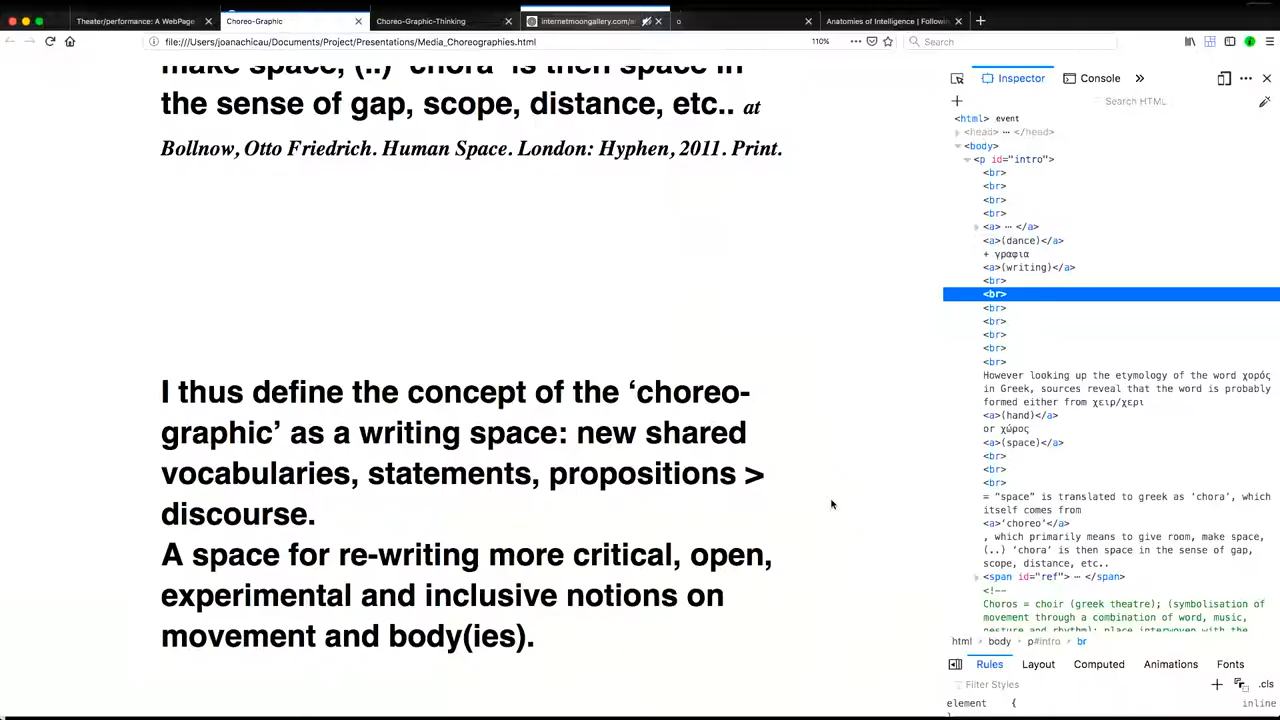 Theater/performance: A WebPage
Choreo-Graphic
Choreo-Graphic-Thinking
internetmoongallery.com/
Anatomies of Intelligence | Followin
file:///Users/joanachicau/Documents/Project/Presentations/Media_Choreographies.html
110%
Search
make space, (..) ‘chora’ is then space in
the sense of gap, scope, distance, etc.. at
Bollnow, Otto Friedrich. Human Space. London: Hyphen, 2011. Print.
I thus define the concept of the ‘choreo-
graphic’ as a writing space: new shared
vocabularies, statements, propositions >
discourse.
A space for re-writing more critical, open,
experimental and inclusive notions on
movement and body(ies).
Inspector
Console
Search HTML
<html> event
<head> ⋯ </head>
<body>
<p id="intro">
<br>
<br>
<br>
<br>
<a> ⋯ </a>
<a>(dance)</a>
+ γραφια
<a>(writing)</a>
<br>
<br>
<br>
<br>
<br>
<br>
<br>
However looking up the etymology of the word χορός
in Greek, sources reveal that the word is probably
formed either from χειρ/χερι
<a>(hand)</a>
or χώρος
<a>(space)</a>
<br>
<br>
<br>
= “space” is translated to greek as ‘chora’, which
itself comes from
<a>‘choreo’</a>
, which primarily means to give room, make space,
(..) ‘chora’ is then space in the sense of gap,
scope, distance, etc..
<span id="ref"> ⋯ </span>
<!--
Choros = choir (greek theatre); (symbolisation of
movement through a combination of word, music,
gesture and rhythm); place interwoven with the
html › body › p#intro › br
Rules
Layout
Computed
Animations
Fonts
Filter Styles
.cls
element {
inline